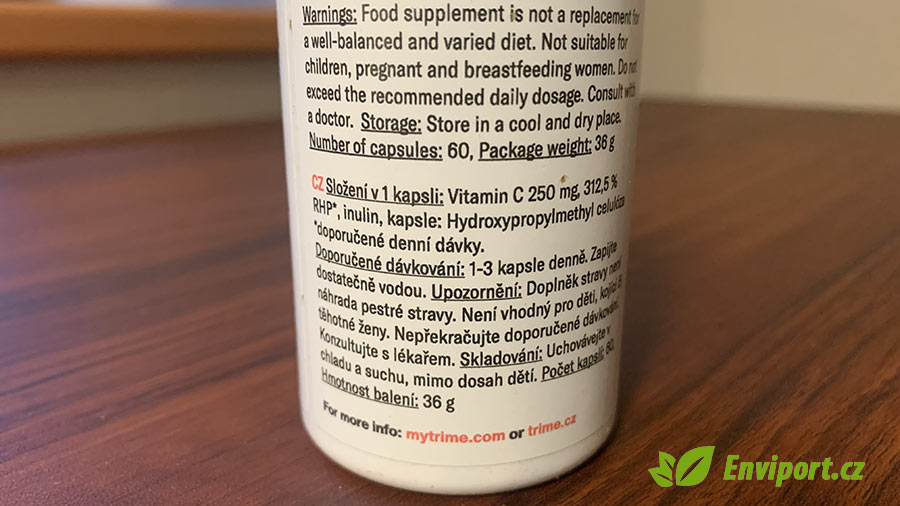 Warnings: Food supplement is not a replacement for
a well-balanced and varied diet. Not suitable for
children, pregnant and breastfeeding women. Do not
exceed the recommended daily dosage. Consult with
a doctor. Storage: Store in a cool and dry place.
Number of capsules: 60, Package weight: 36 g
CZ Složení v 1 kapsli: Vitamin C 250 mg, 312,5 %
RHP*, inulin, kapsle: Hydroxypropylmethyl celulóza
*doporučené denní dávky.
Doporučené dávkování: 1-3 kapsle denně. Zapijte
dostatečně vodou. Upozornění: Doplněk stravy není
náhrada pestré stravy. Není vhodný pro děti, kojící či
těhotné ženy. Nepřekračujte doporučené dávkování.
Konzultujte s lékařem. Skladování: Uchovávejte v
chladu a suchu, mimo dosah dětí. Počet kapslí: 60,
Hmotnost balení: 36 g
For more info: mytrime.com or trime.cz
Enviport.cz